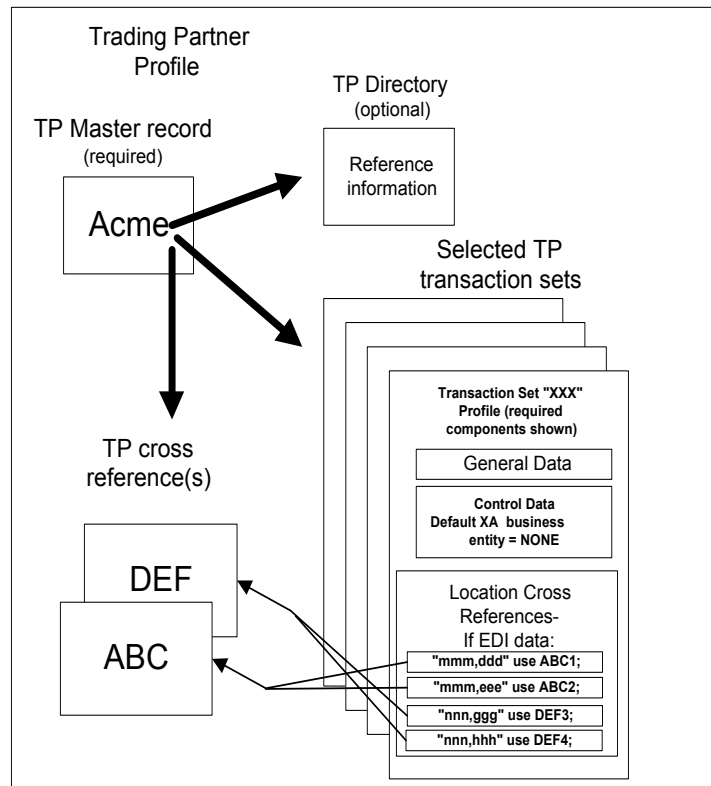 Trading Partner
Profile
TP Directory
(optional)
TP Master record
(required)
Reference
information
Acme
Selected TP
transaction sets
Transaction Set "XXX"
Profile (required
components shown)
General Data
Control Data
Default XA business
entity = NONE
TP cross
reference(s)
DEF
ABC
Location Cross
References-
If EDI data:
"mmm,ddd" use ABC1;
"mmm,eee" use ABC2;
"nnn,ggg" use DEF3;
"nnn,hhh" use DEF4;